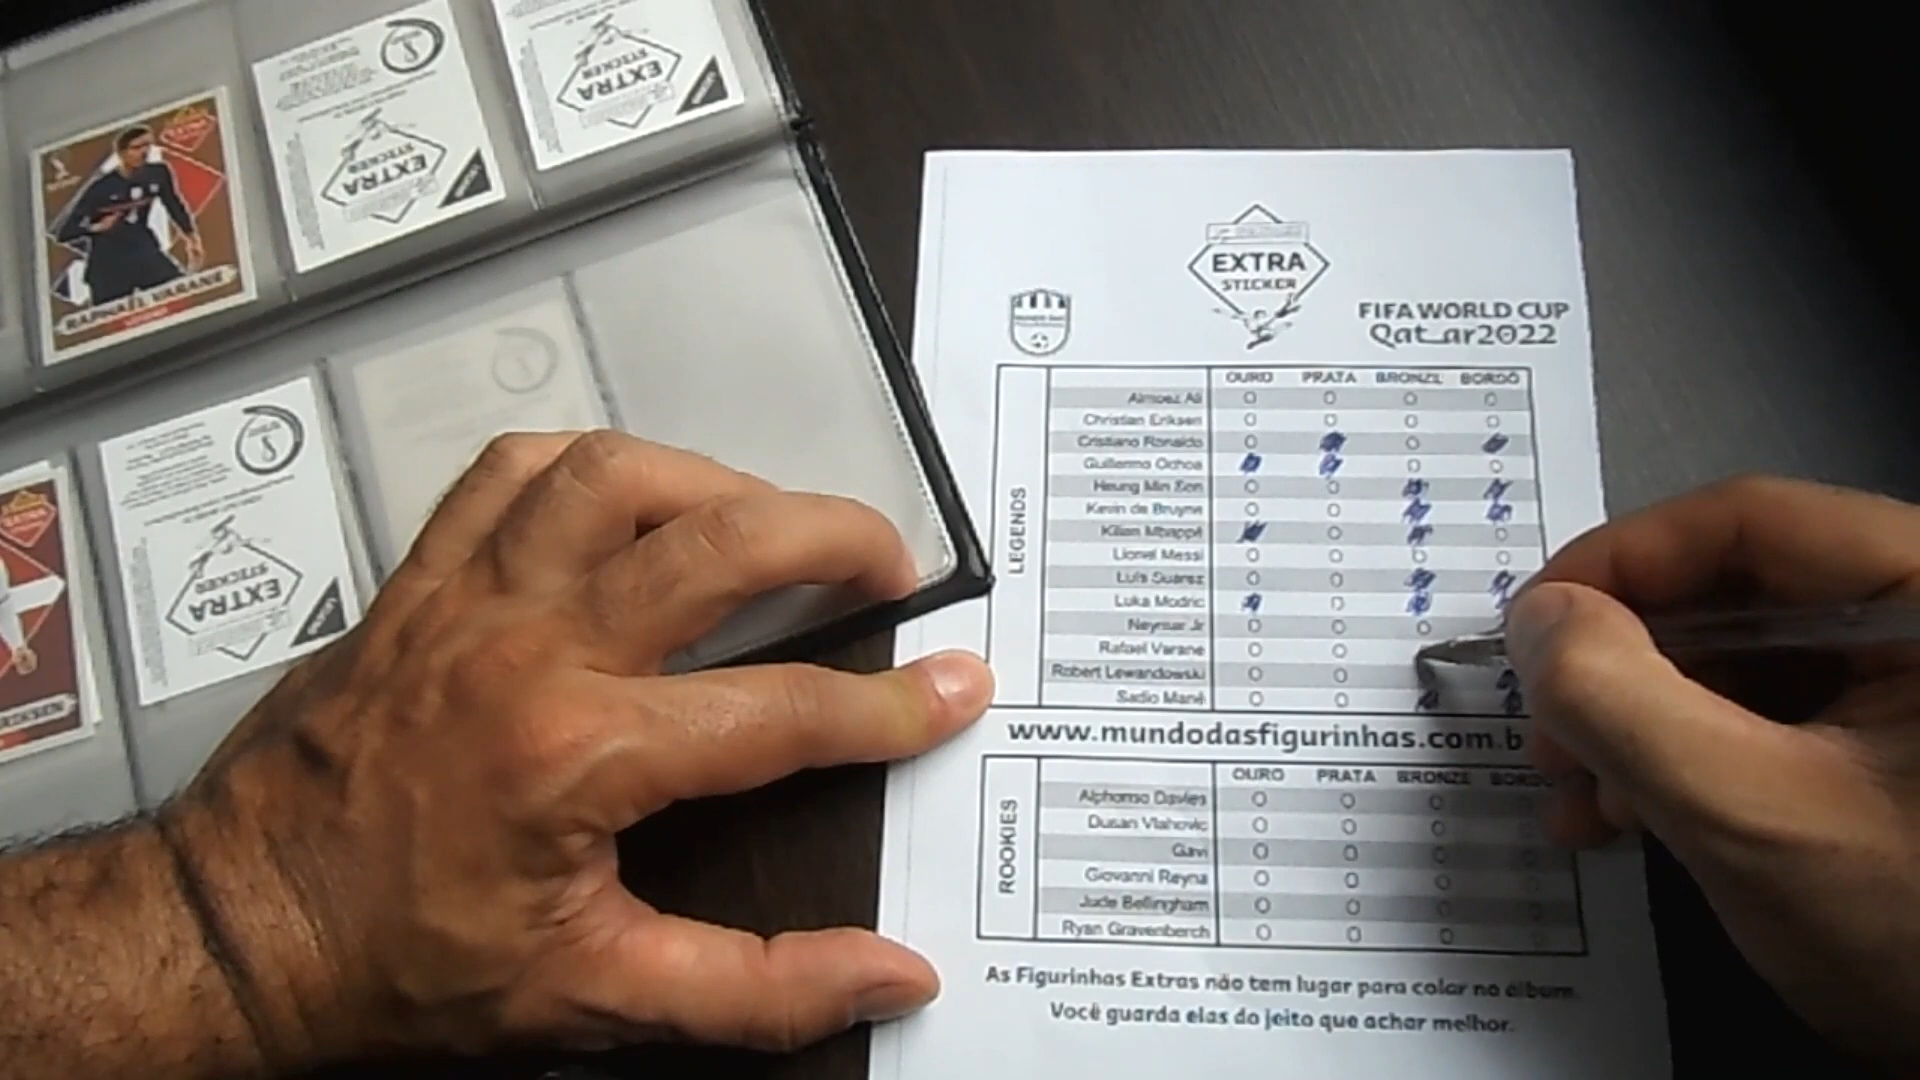 EXTRA
STICKER
EXTRA
STICKER
RAPHAËL VARANE
EXTRA
STICKER
EXTRA
STICKER
FIFA WORLD CUP
Qatar2022
OURO PRATA BRONZE BORDÔ
LEGENDS
Almoez Ali
Christian Eriksen
Cristiano Ronaldo
Guillermo Ochoa
Heung Min Son
Kevin de Bruyne
Kilian Mbappé
Lionel Messi
Luis Suarez
Luka Modric
Neymar Jr
Rafael Varane
Robert Lewandowski
Sadio Mané
www.mundodasfigurinhas.com.b
OURO PRATA BRONZE BORDÔ
ROOKIES
Alphonso Davies
Dusan Vlahovic
Gavi
Giovanni Reyna
Jude Bellingham
Ryan Gravenberch
As Figurinhas Extras não tem lugar para colar no álbum.
Você guarda elas do jeito que achar melhor.